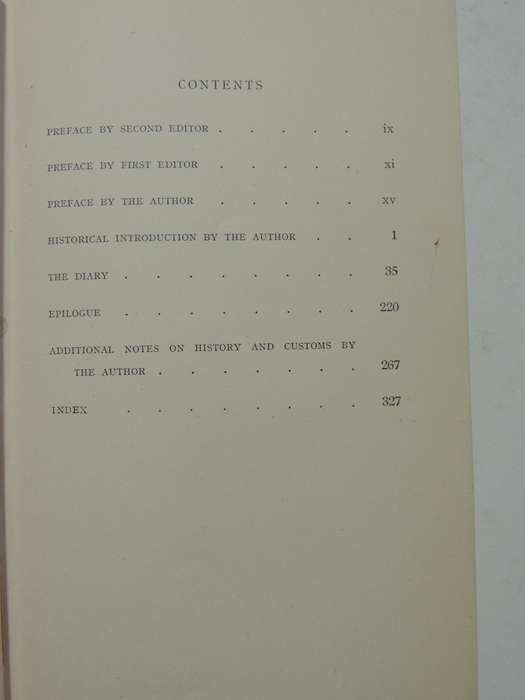 CONTENTS
PREFACE BY SECOND EDITOR . . . . . ix
PREFACE BY FIRST EDITOR . . . . . xi
PREFACE BY THE AUTHOR . . . . . xv
HISTORICAL INTRODUCTION BY THE AUTHOR . . 1
THE DIARY . . . . . . . . 35
EPILOGUE . . . . . . . . 220
ADDITIONAL NOTES ON HISTORY AND CUSTOMS BY
THE AUTHOR . . . . . . . 267
INDEX . . . . . . . . 327